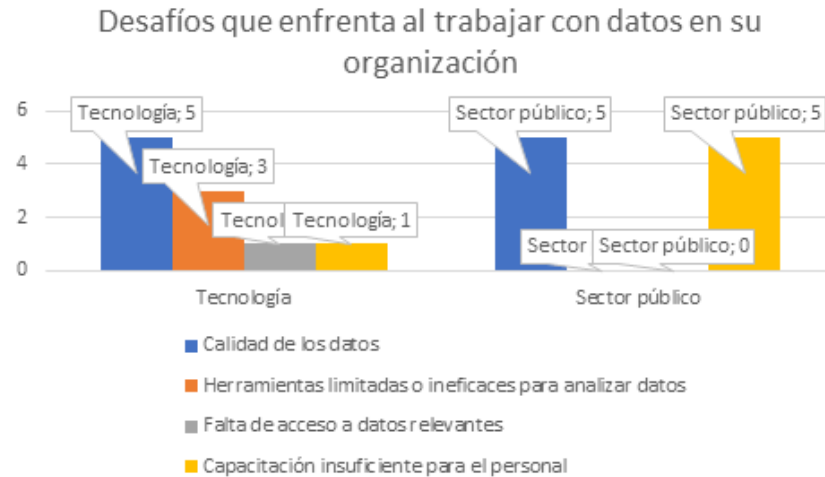 Desafíos que enfrenta al trabajar con datos en su
organización
6
4
2
0
Tecnología; 5
Tecnología; 3
Tecnología; 1
Sector público; 5
Sector
Sector público; 0
Sector público; 5
Tecnología
Sector público
Calidad de los datos
Herramientas limitadas o ineficaces para analizar datos
Falta de acceso a datos relevantes
Capacitación insuficiente para el personal